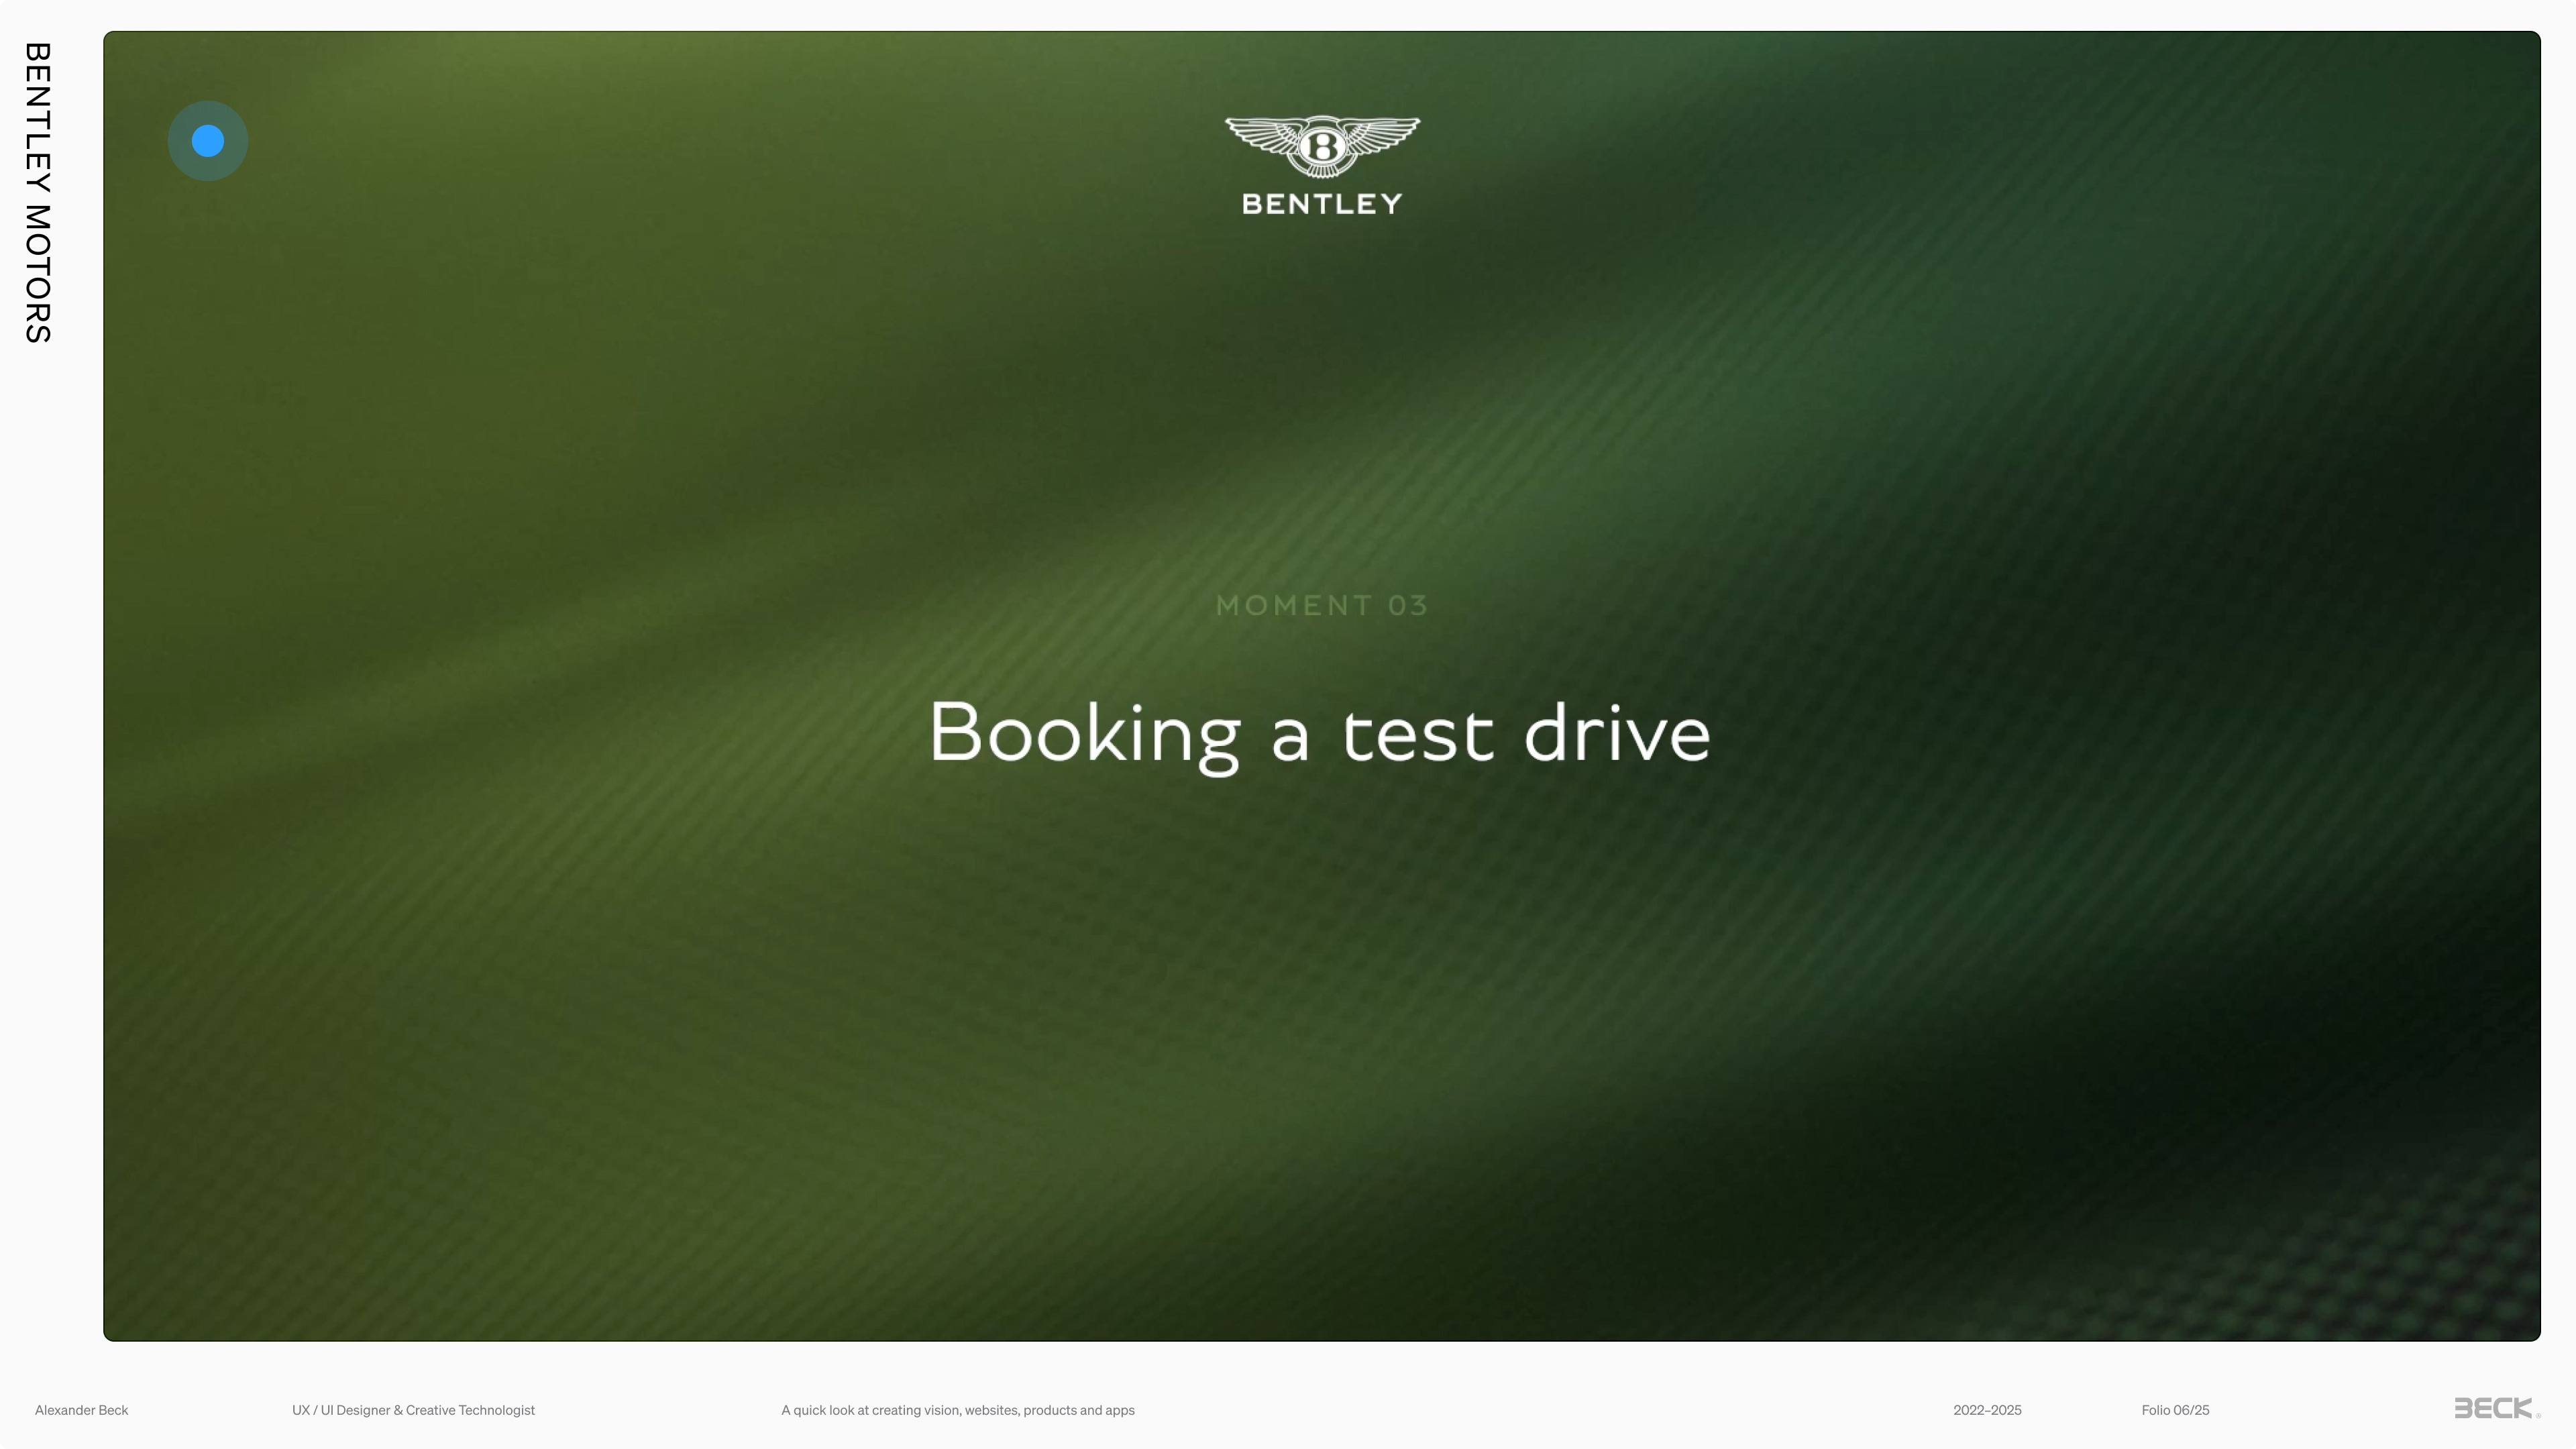 BENTLEY MOTORS
B
BENTLEY
MOMENT 03
Booking a test drive
Alexander Beck
UX / UI Designer & Creative Technologist
A quick look at creating vision, websites, products and apps
2022–2025
Folio 06/25
BECK®